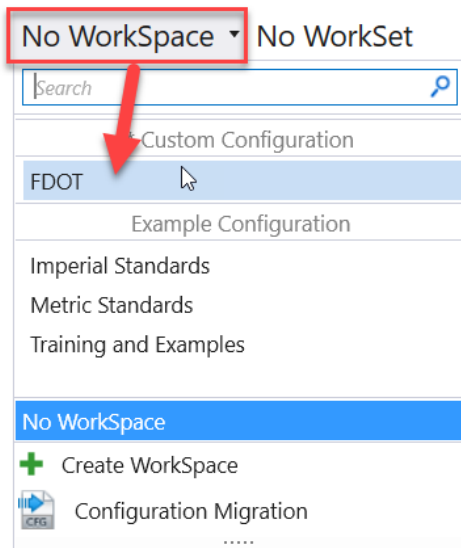 No WorkSpace No WorkSet
Search
Custom Configuration
FDOT
Example Configuration
Imperial Standards
Metric Standards
Training and Examples
No WorkSpace
Create WorkSpace
CFG
Configuration Migration